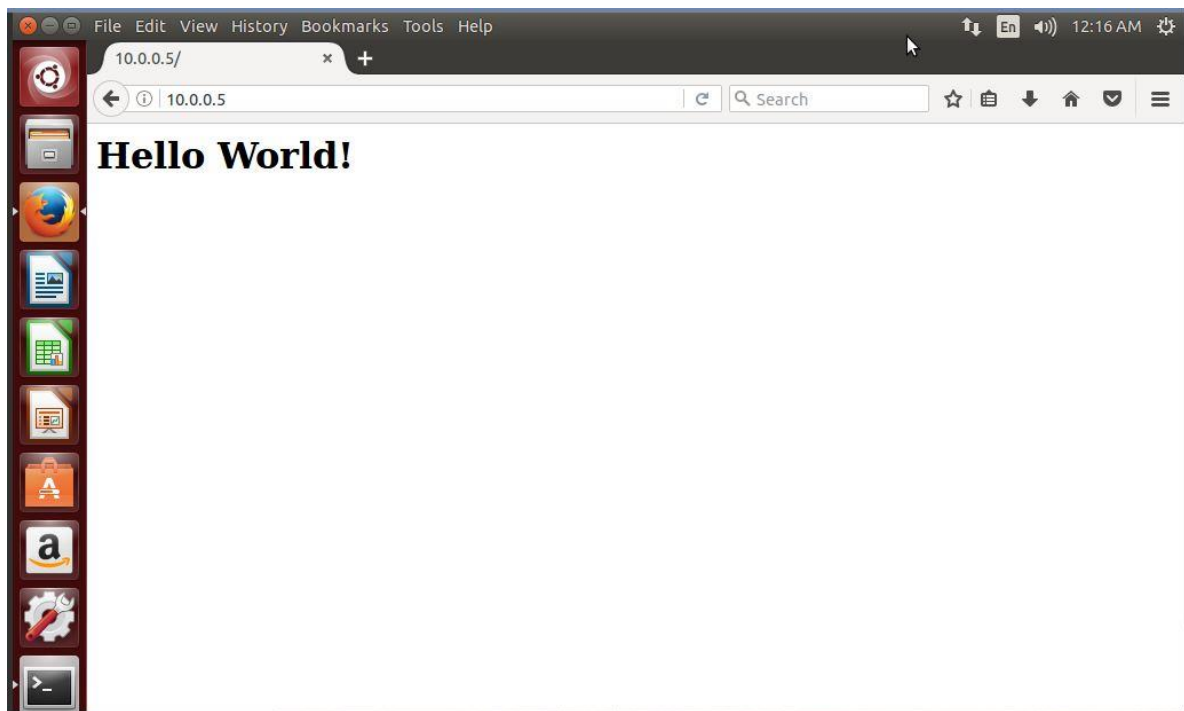 File Edit View History Bookmarks Tools Help
En
12:16 AM
10.0.0.5/
10.0.0.5
Search
Hello World!
A
a
>_